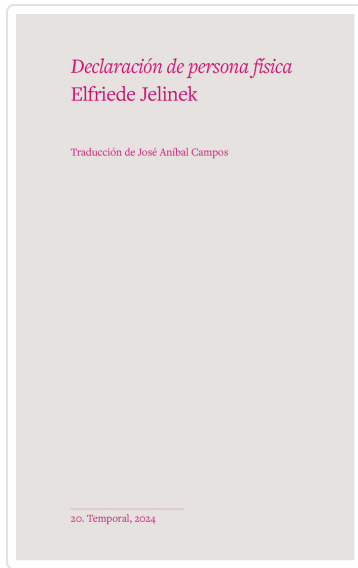 Declaración de persona física
Elfriede Jelinek
Traducción de José Aníbal Campos
20. Temporal, 2024